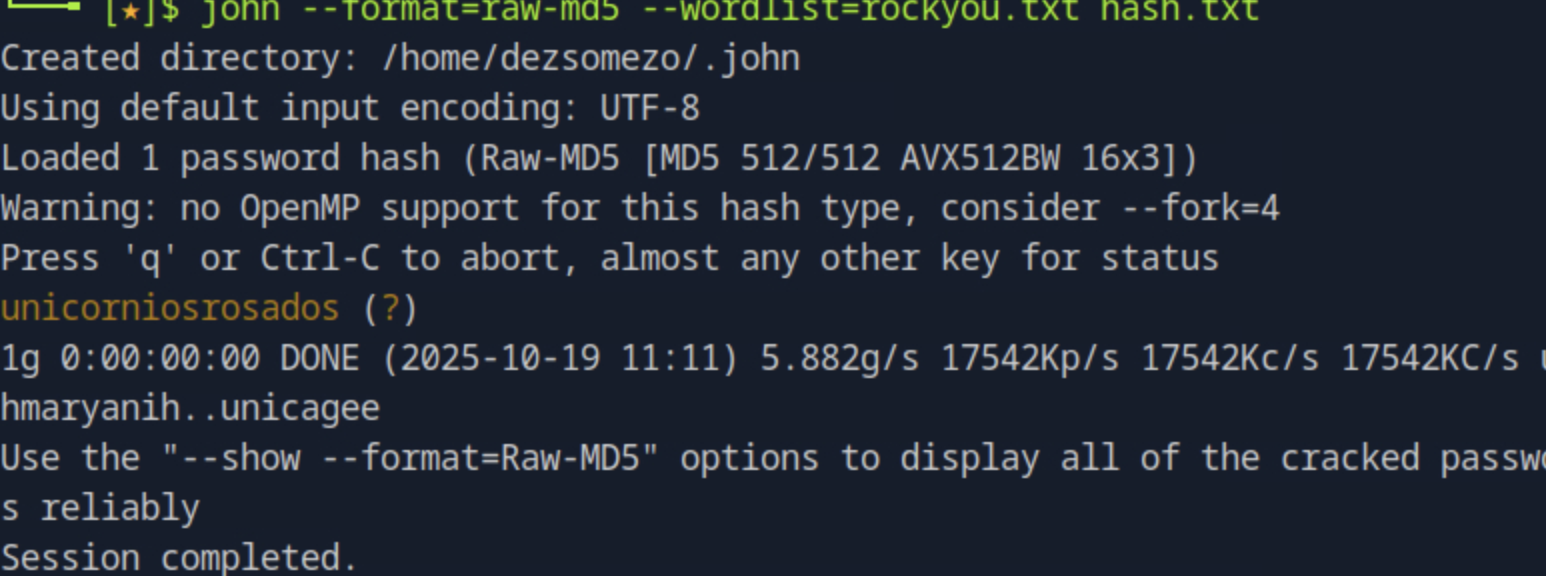 [★]$ john --format=raw-md5 --wordlist=rockyou.txt hash.txt
Created directory: /home/dezsomezo/.john
Using default input encoding: UTF-8
Loaded 1 password hash (Raw-MD5 [MD5 512/512 AVX512BW 16x3])
Warning: no OpenMP support for this hash type, consider --fork=4
Press 'q' or Ctrl-C to abort, almost any other key for status
unicorniosrosados (?)
1g 0:00:00:00 DONE (2025-10-19 11:11) 5.882g/s 17542Kp/s 17542Kc/s 17542KC/s
hmaryanih..unicagee
Use the "--show --format=Raw-MD5" options to display all of the cracked passw
s reliably
Session completed.